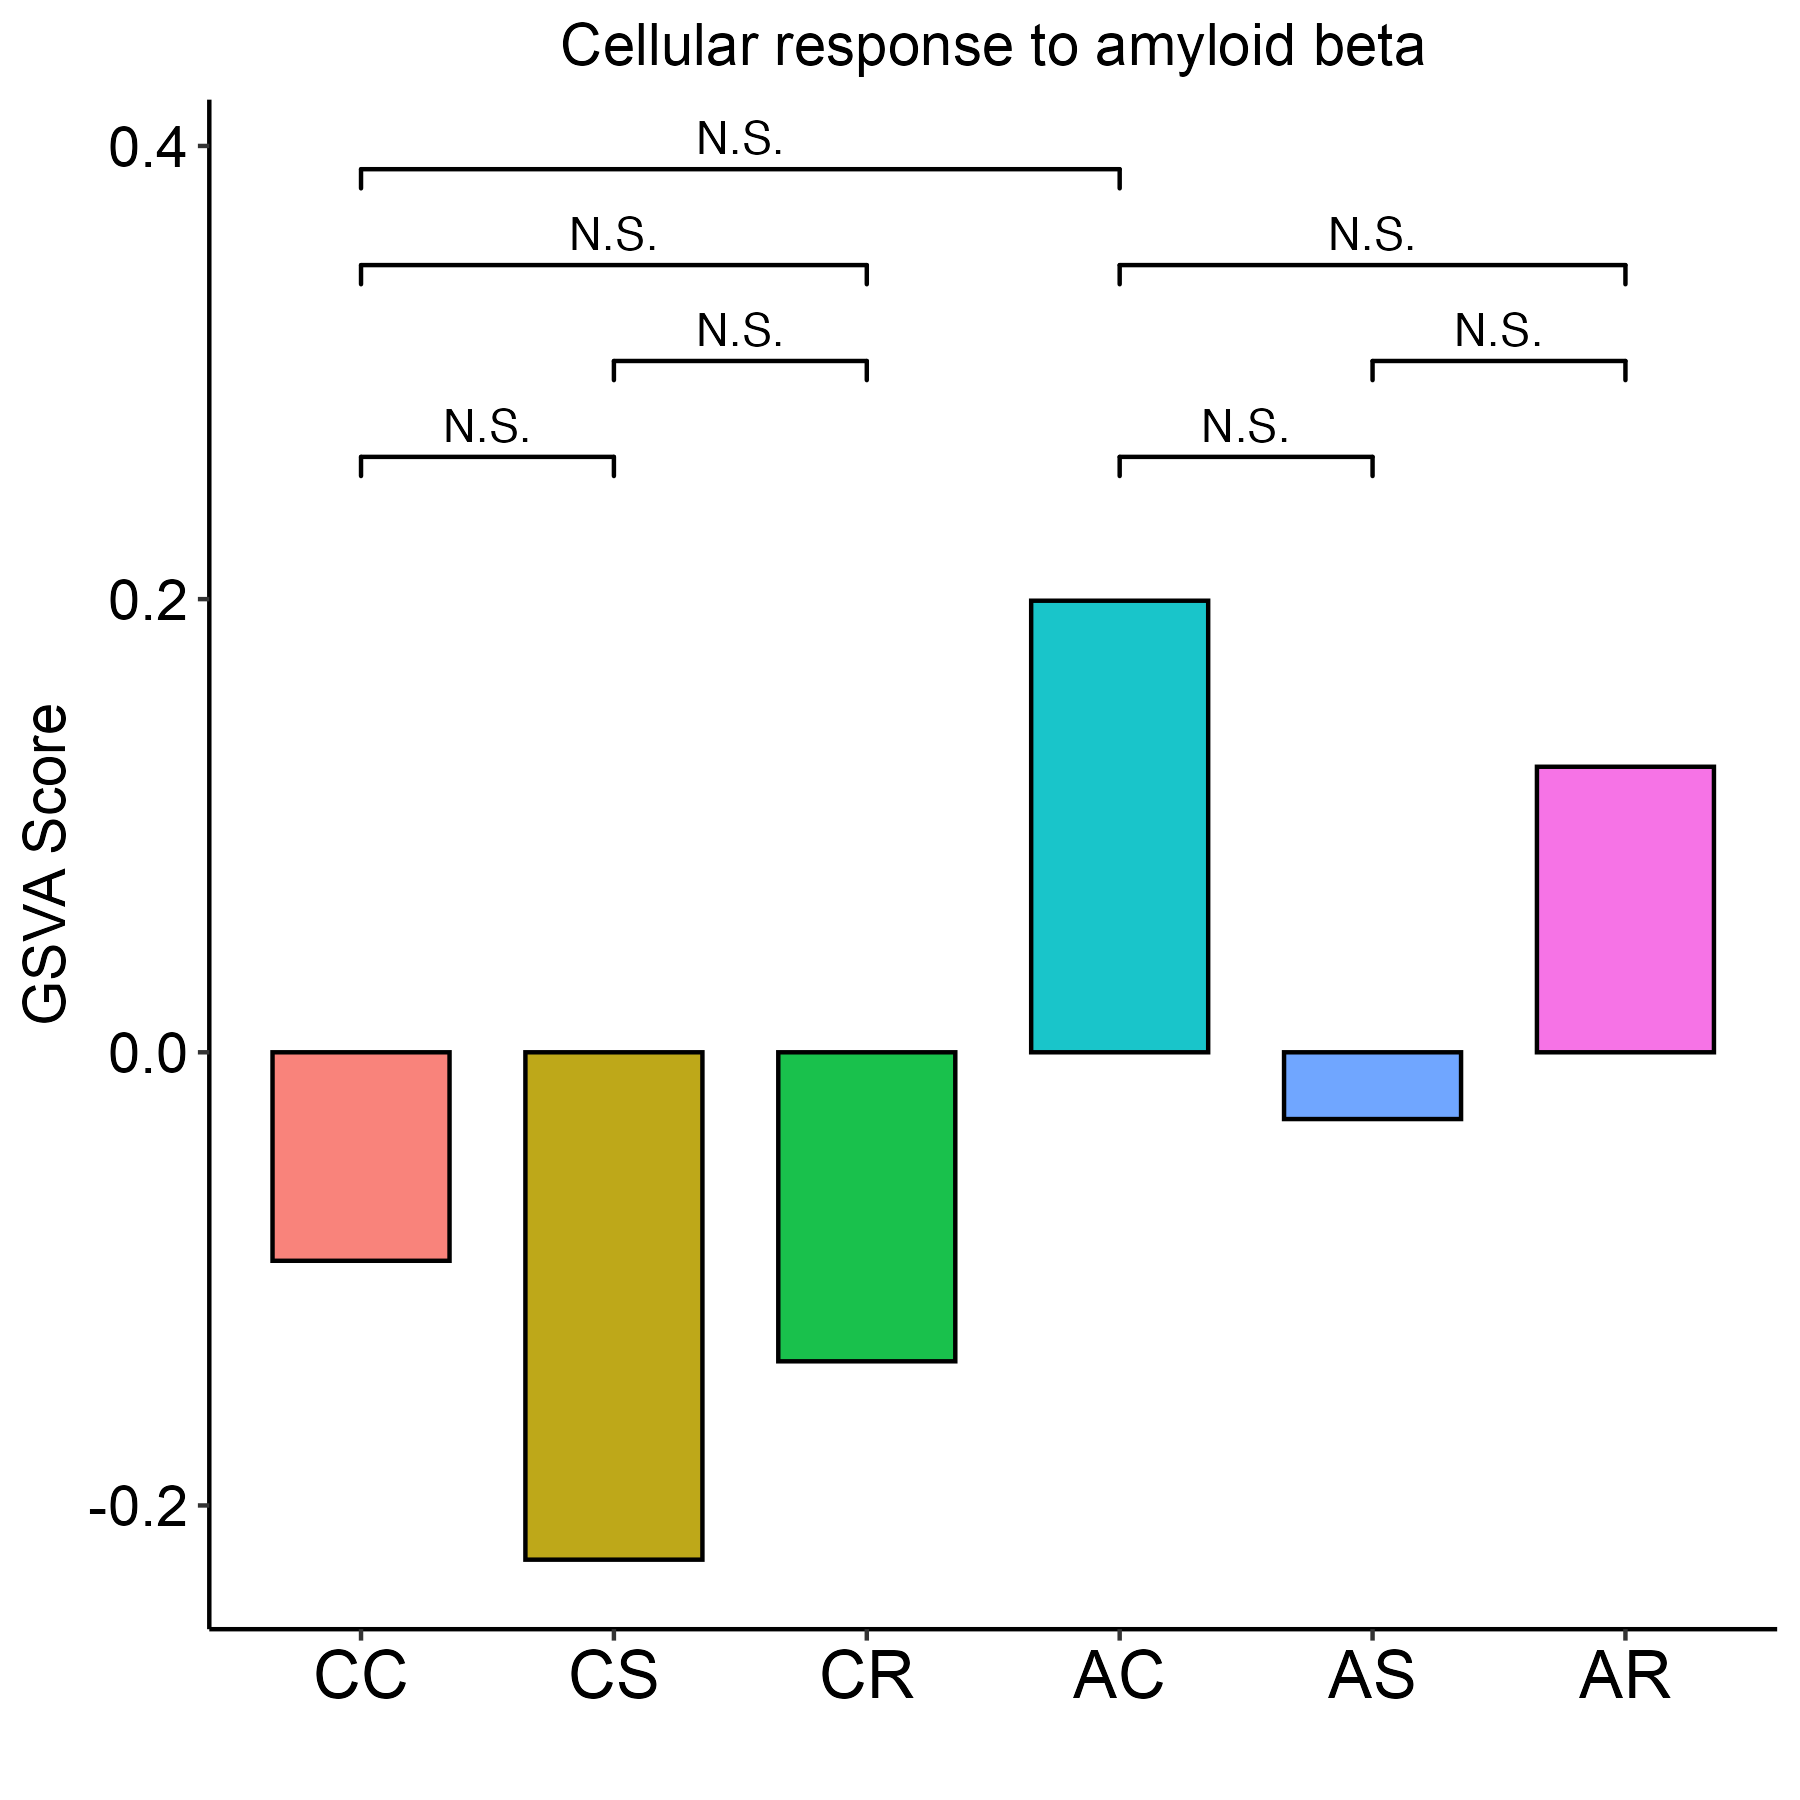 Cellular response to amyloid beta
0.4
N.S.
N.S.
N.S.
N.S.
N.S.
N.S.
N.S.
0.2
0.0
-0.2
GSVA Score
CC
CS
CR
AC
AS
AR